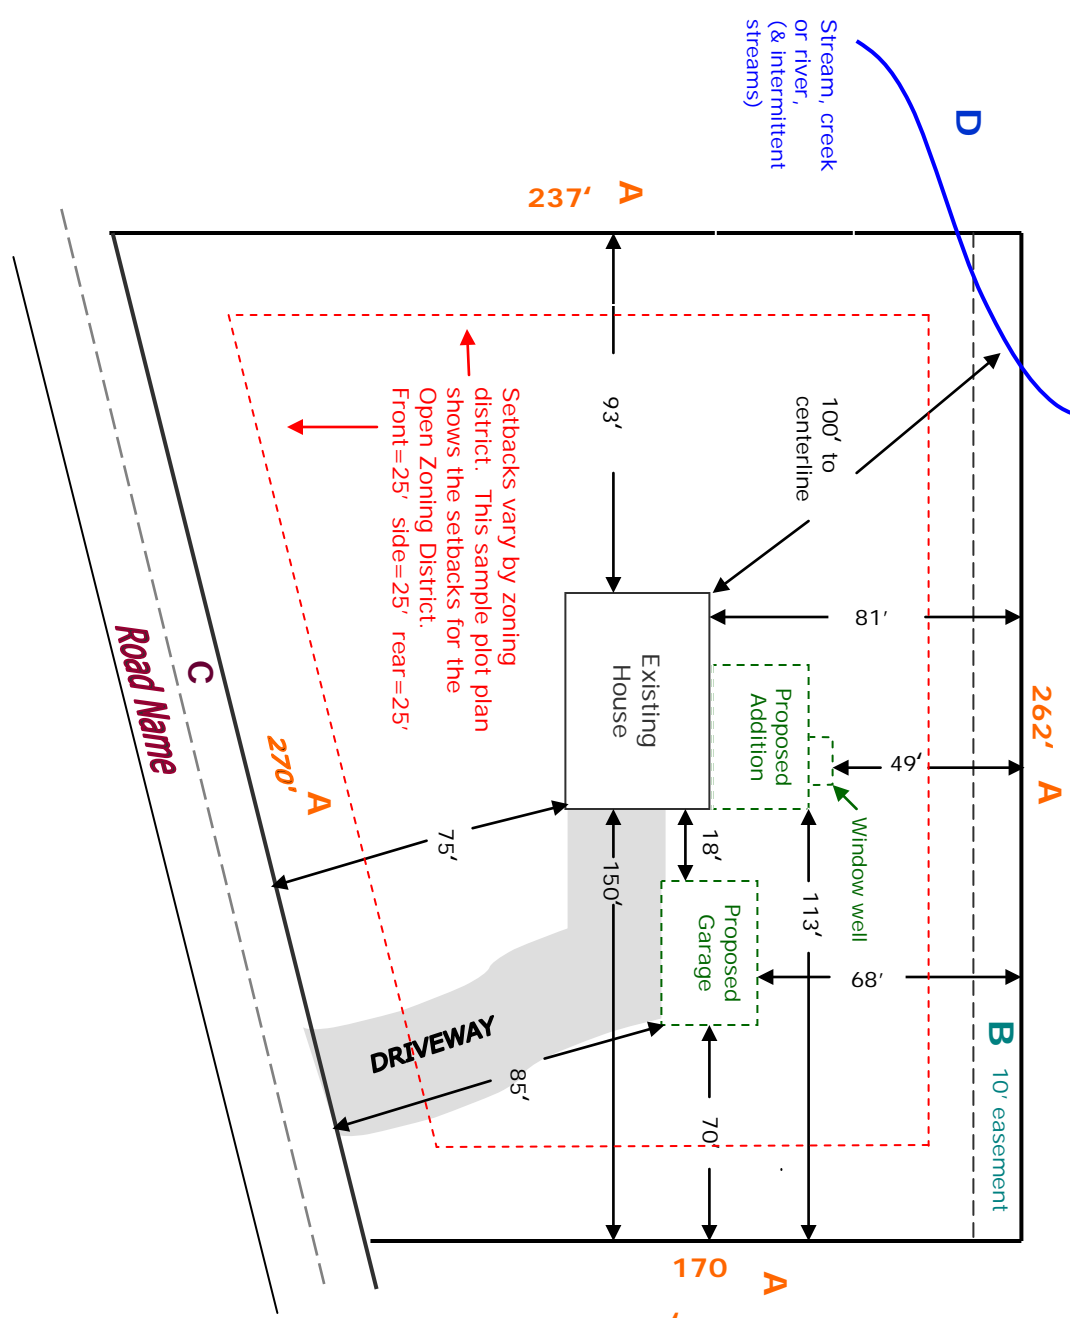 Stream, creek
or river,
(& intermittent
streams)
D
237‘ A
93‘
100‘ to
centerline
Setbacks vary by zoning
district.  This sample plot plan
shows the setbacks for the
Open Zoning District.
Front=25′  side=25′  rear=25′
81′
262‘ A
Existing
House
Proposed
Addition
49‘
Window well
C
Road Name
270‘ A
75‘
18‘
150‘
113‘
Proposed
Garage
68′
B 10′ easement
DRIVEWAY
85‘
70‘
170‘ A